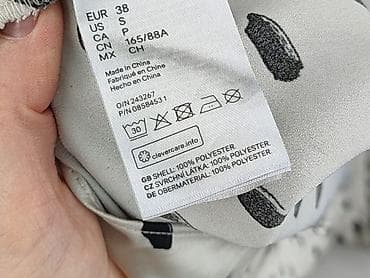 EUR 38
US S
CA P
CN 165/88A
MX CH
Made in China
Fabriqué en Chine
Hecho en China
O/N 243267
P/N 0858453 1
30
clevercare.info
GB SHELL: 100% POLYESTER.
CZ SVRCHNÍ LÁTKA: 100% POLYESTER.
DE OBERMATERIAL: 100% POLYESTER.